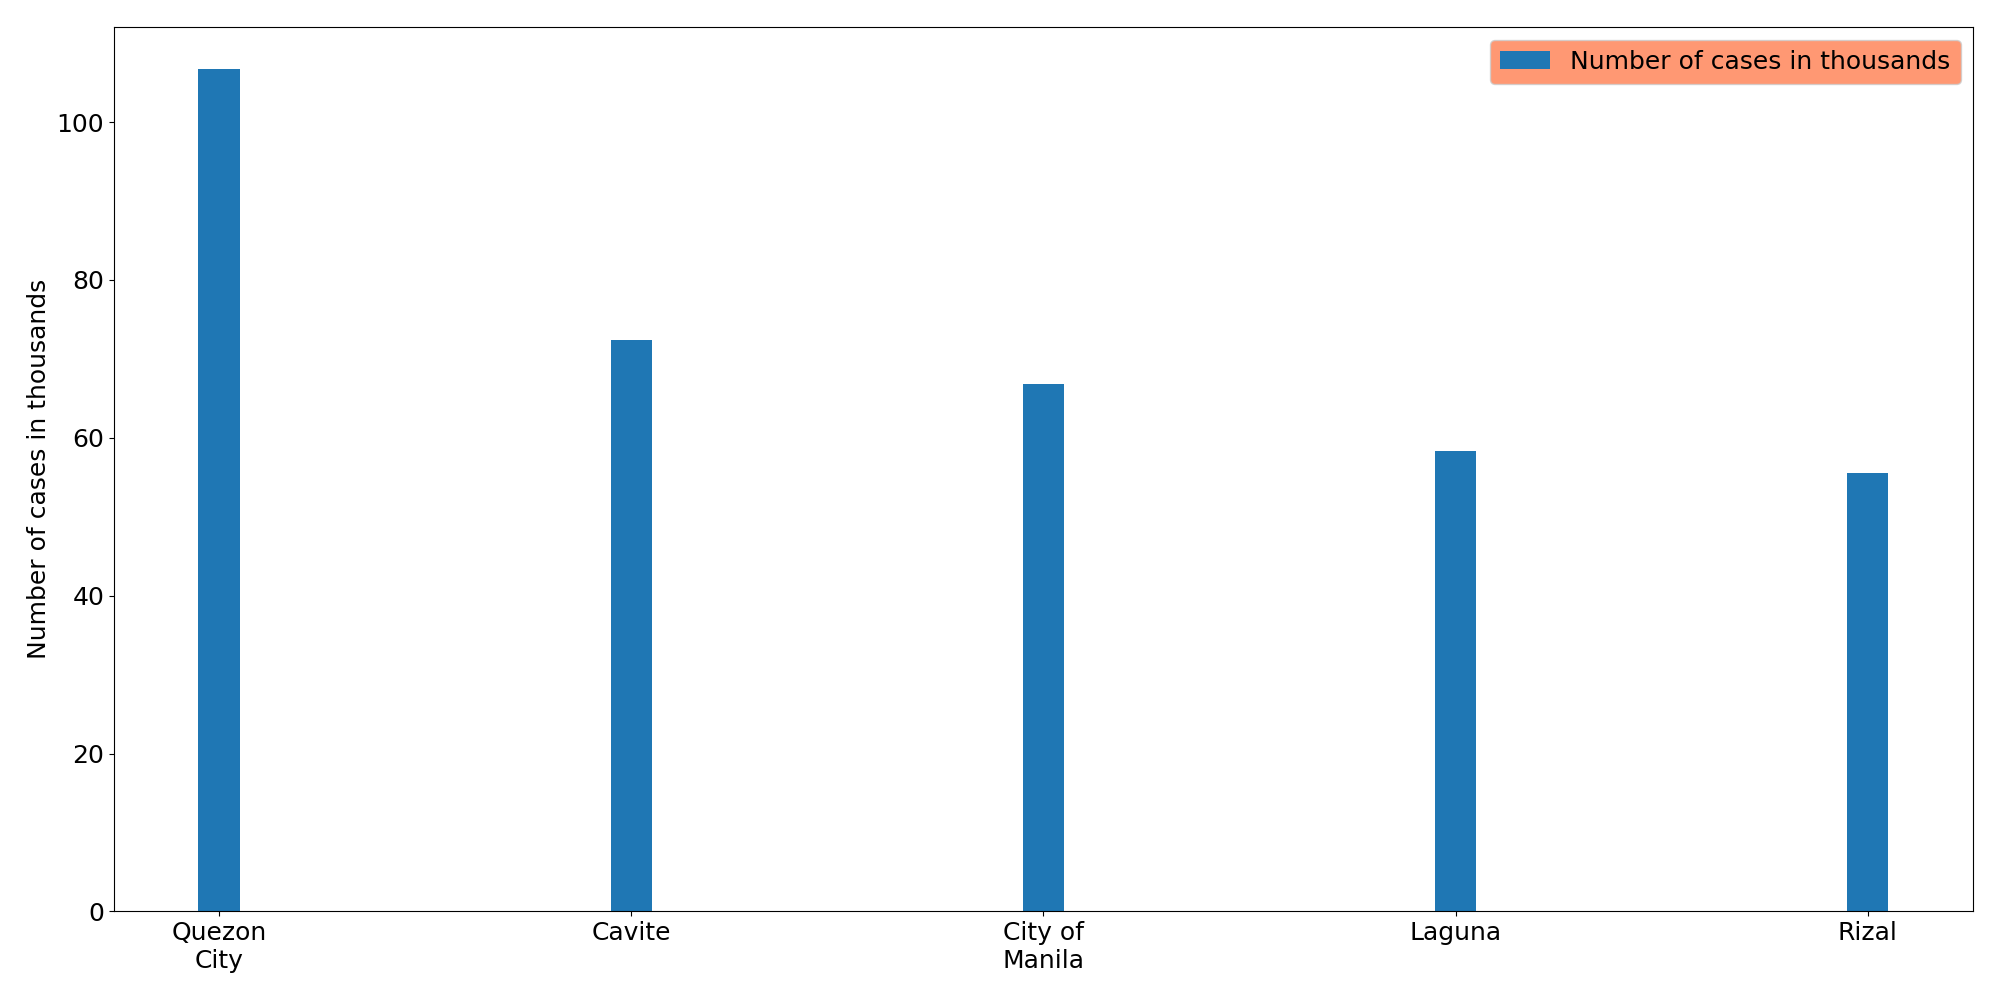 Number of cases in thousands
Number of cases in thousands
100
80
60
40
20
0
Quezon
City
Cavite
City of
Manila
Laguna
Rizal